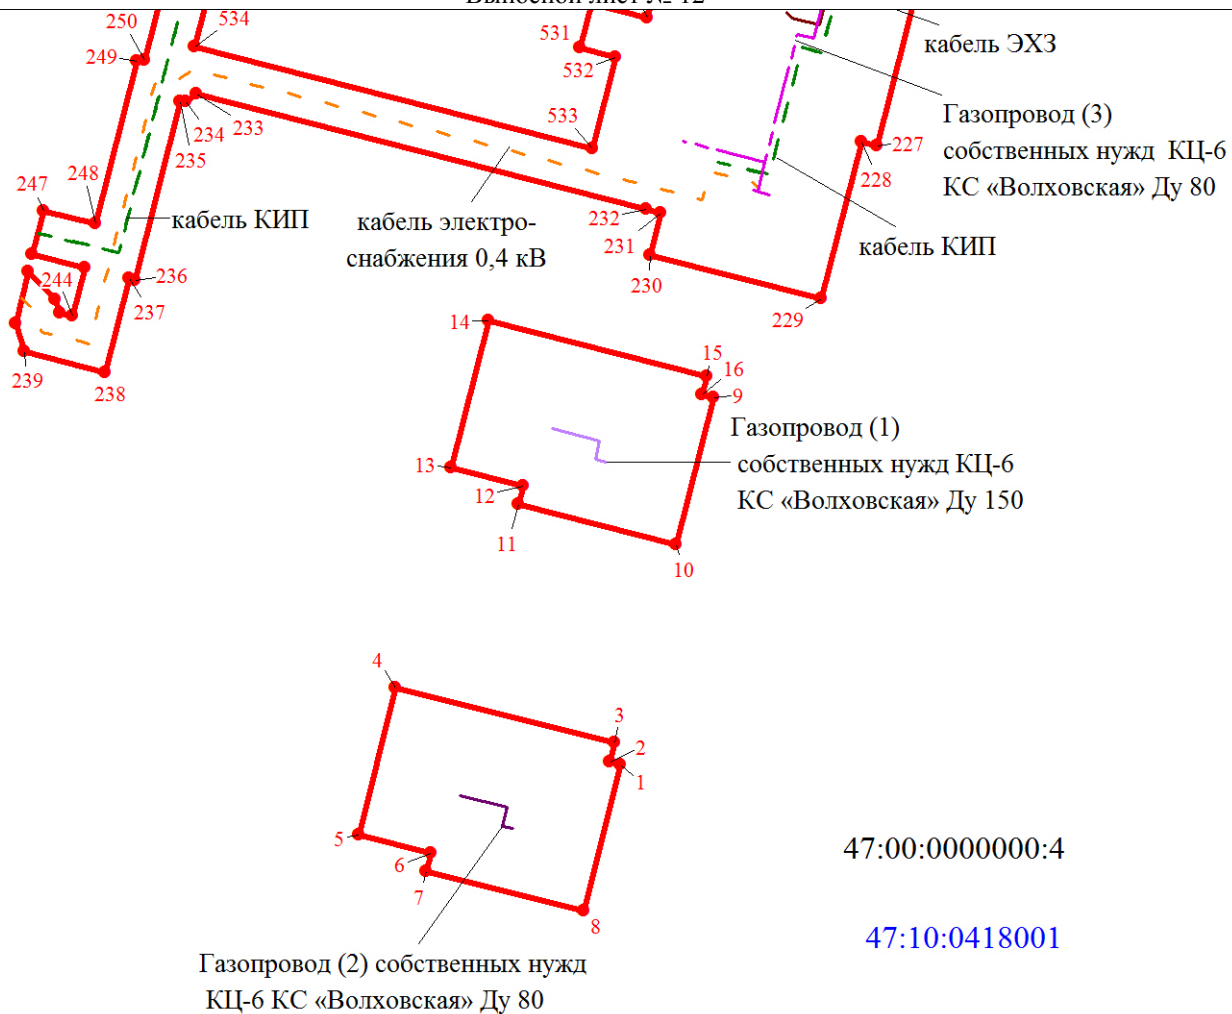 Выносной лист № 12
250
534
249
531
532
533
кабель ЭХЗ
Газопровод (3)
собственных нужд КЦ-6
КС «Волховская» Ду 80
233
234
235
227
228
247
248
кабель КИП
кабель электро-
снабжения 0,4 кВ
232
231
230
кабель КИП
244
236
237
229
239
238
14
15
16
9
Газопровод (1)
собственных нужд КЦ-6
КС «Волховская» Ду 150
13
12
11
10
4
3
2
1
5
6
7
8
47:00:0000000:4
47:10:0418001
Газопровод (2) собственных нужд
КЦ-6 КС «Волховская» Ду 80